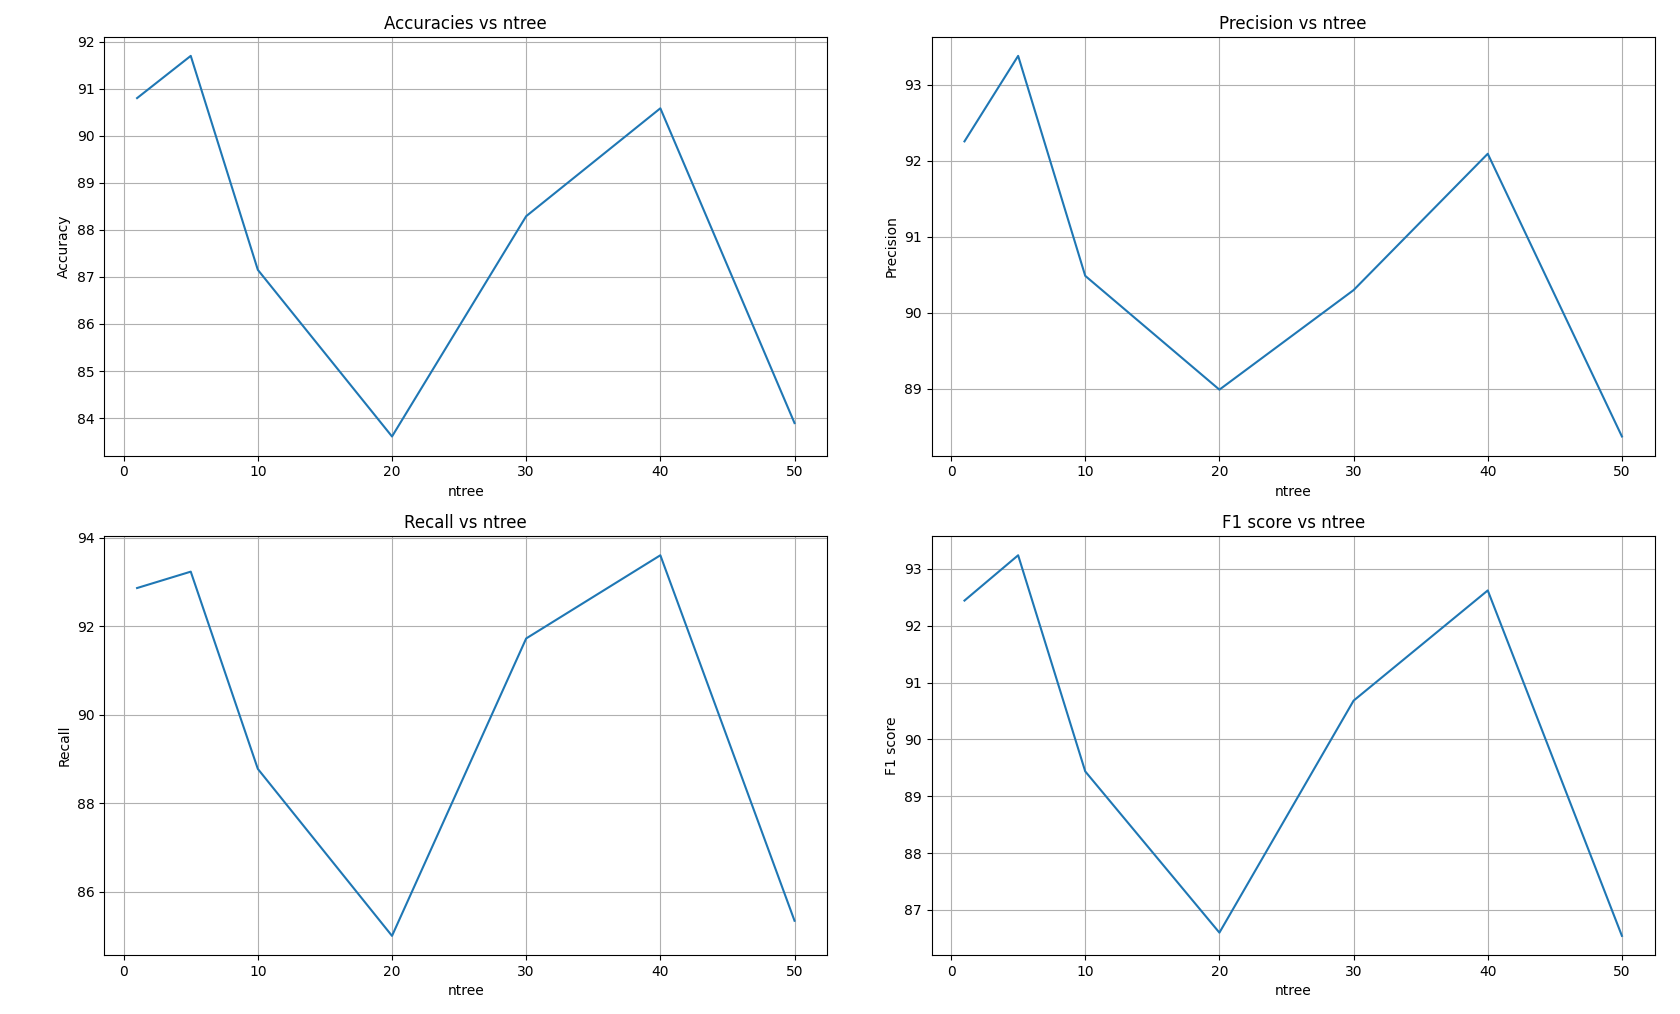 Accuracies vs ntree
92
91
90
89
88
87
86
85
84
Accuracy
0 10 20 30 40 50
ntree
Precision vs ntree
93
92
91
90
89
Precision
0 10 20 30 40 50
ntree
Recall vs ntree
94
92
90
88
86
Recall
0 10 20 30 40 50
ntree
F1 score vs ntree
93
92
91
90
89
88
87
F1 score
0 10 20 30 40 50
ntree